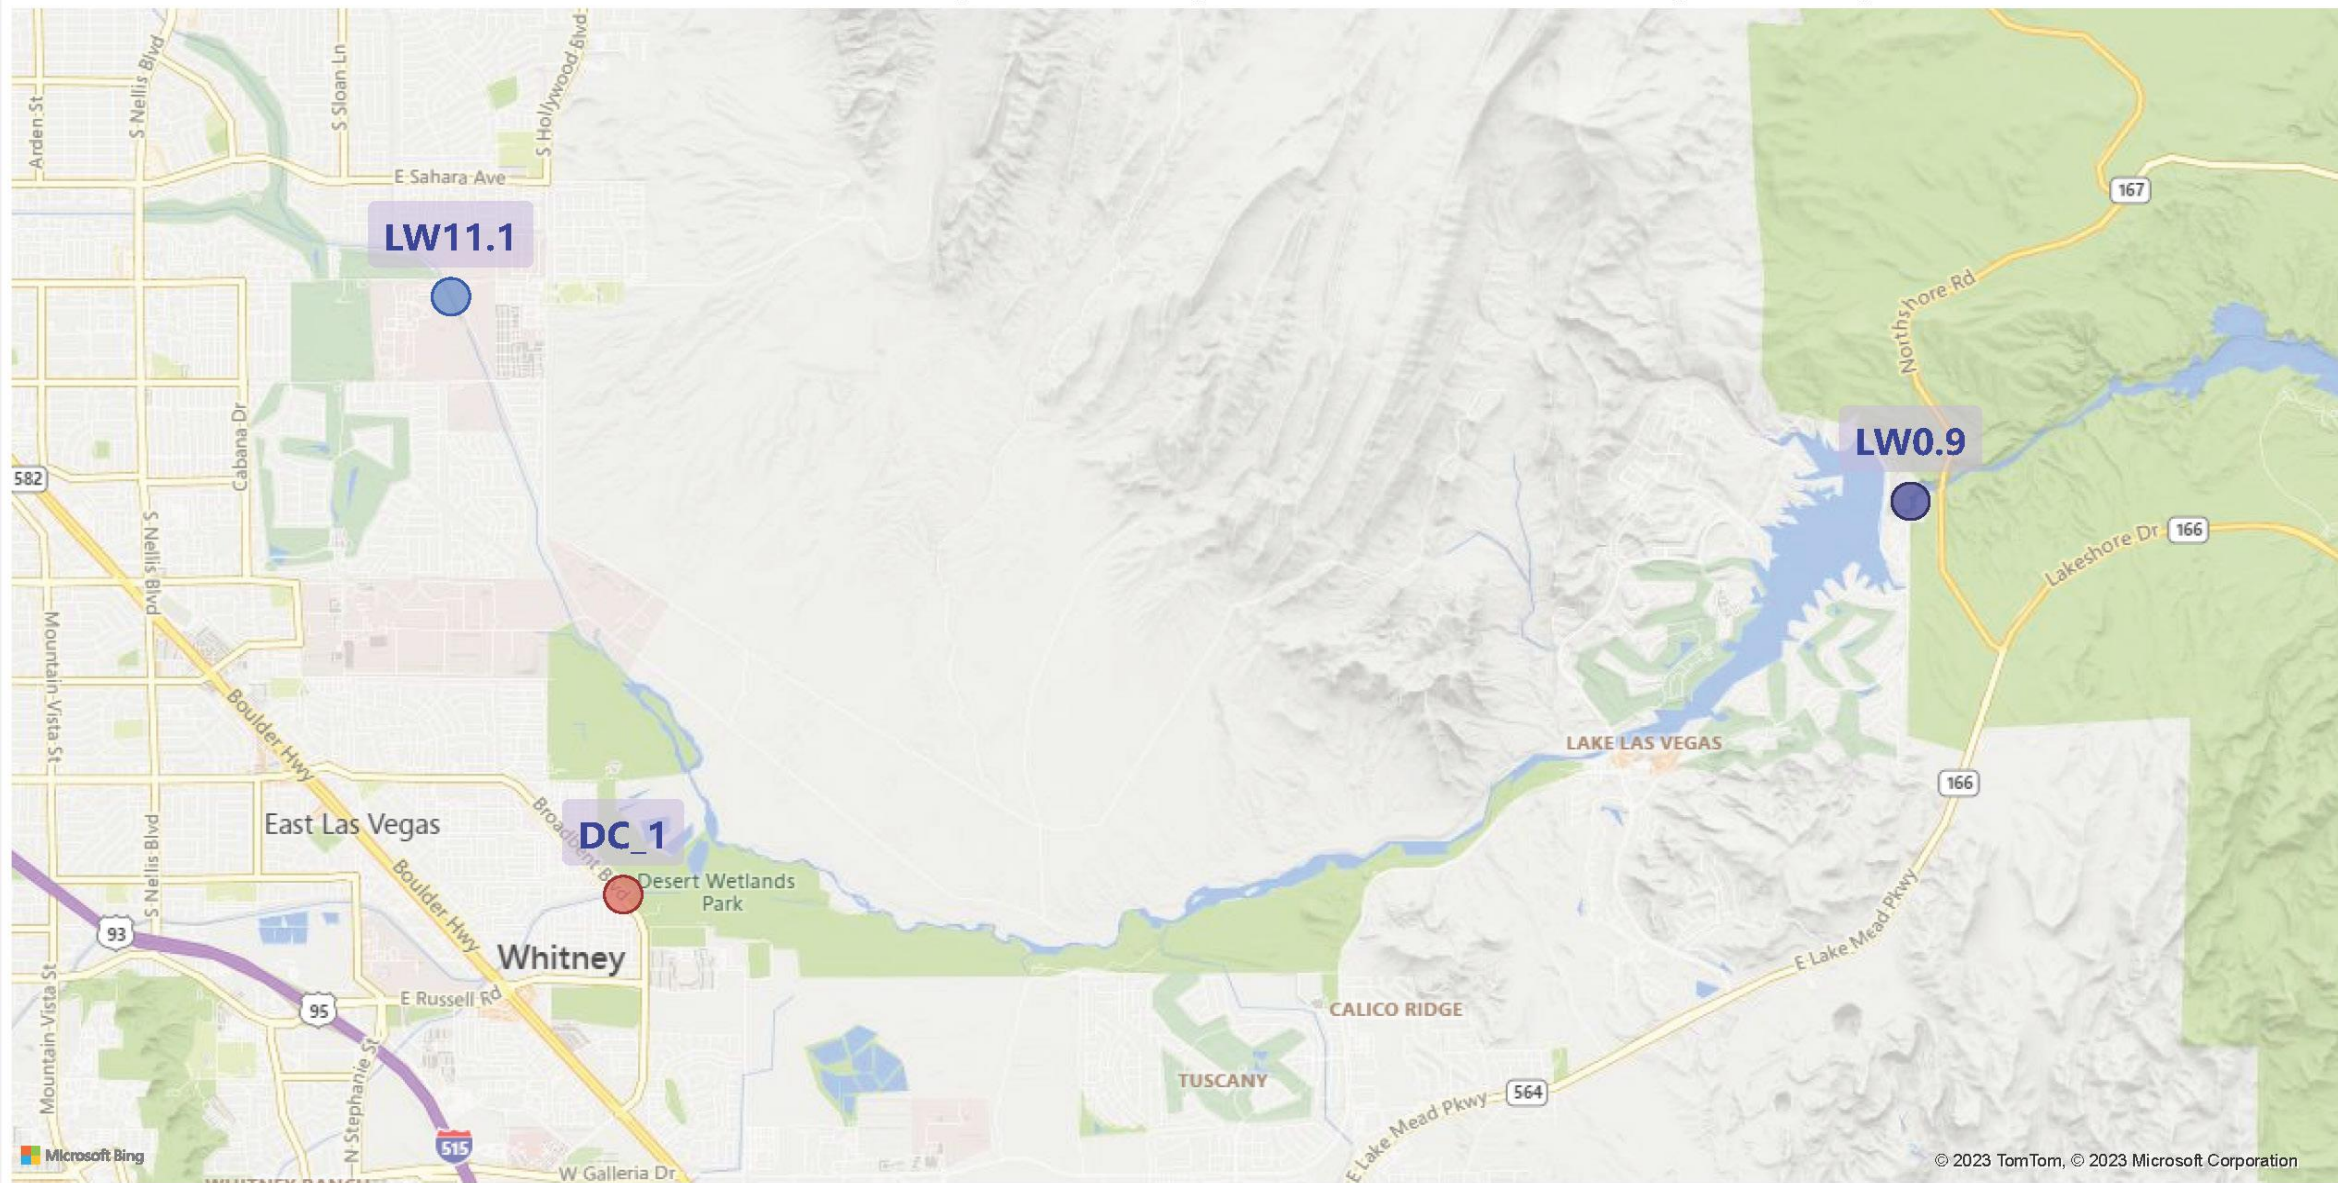 Arden St
S Nellis Blvd
S Sloan Ln
S Hollywood Blvd
E Sahara Ave
167
LW11.1
Northshore Rd
Cabana Dr
LW0.9
582
S Nellis Blvd
166
Lakeshore Dr
Mountain Vista St
Boulder Hwy
LAKE LAS VEGAS
166
East Las Vegas
Broadbent Blvd
DC_1
S Nellis Blvd
Boulder Hwy
Desert Wetlands
Park
93
Whitney
E Lake Mead Pkwy
95
E Russell Rd
CALICO RIDGE
Mountain Vista St
N Stephanie St
TUSCANY
564
E Lake Mead Pkwy
515
Microsoft Bing
W Galleria Dr
© 2023 TomTom, © 2023 Microsoft Corporation
WHITNEY RANCH